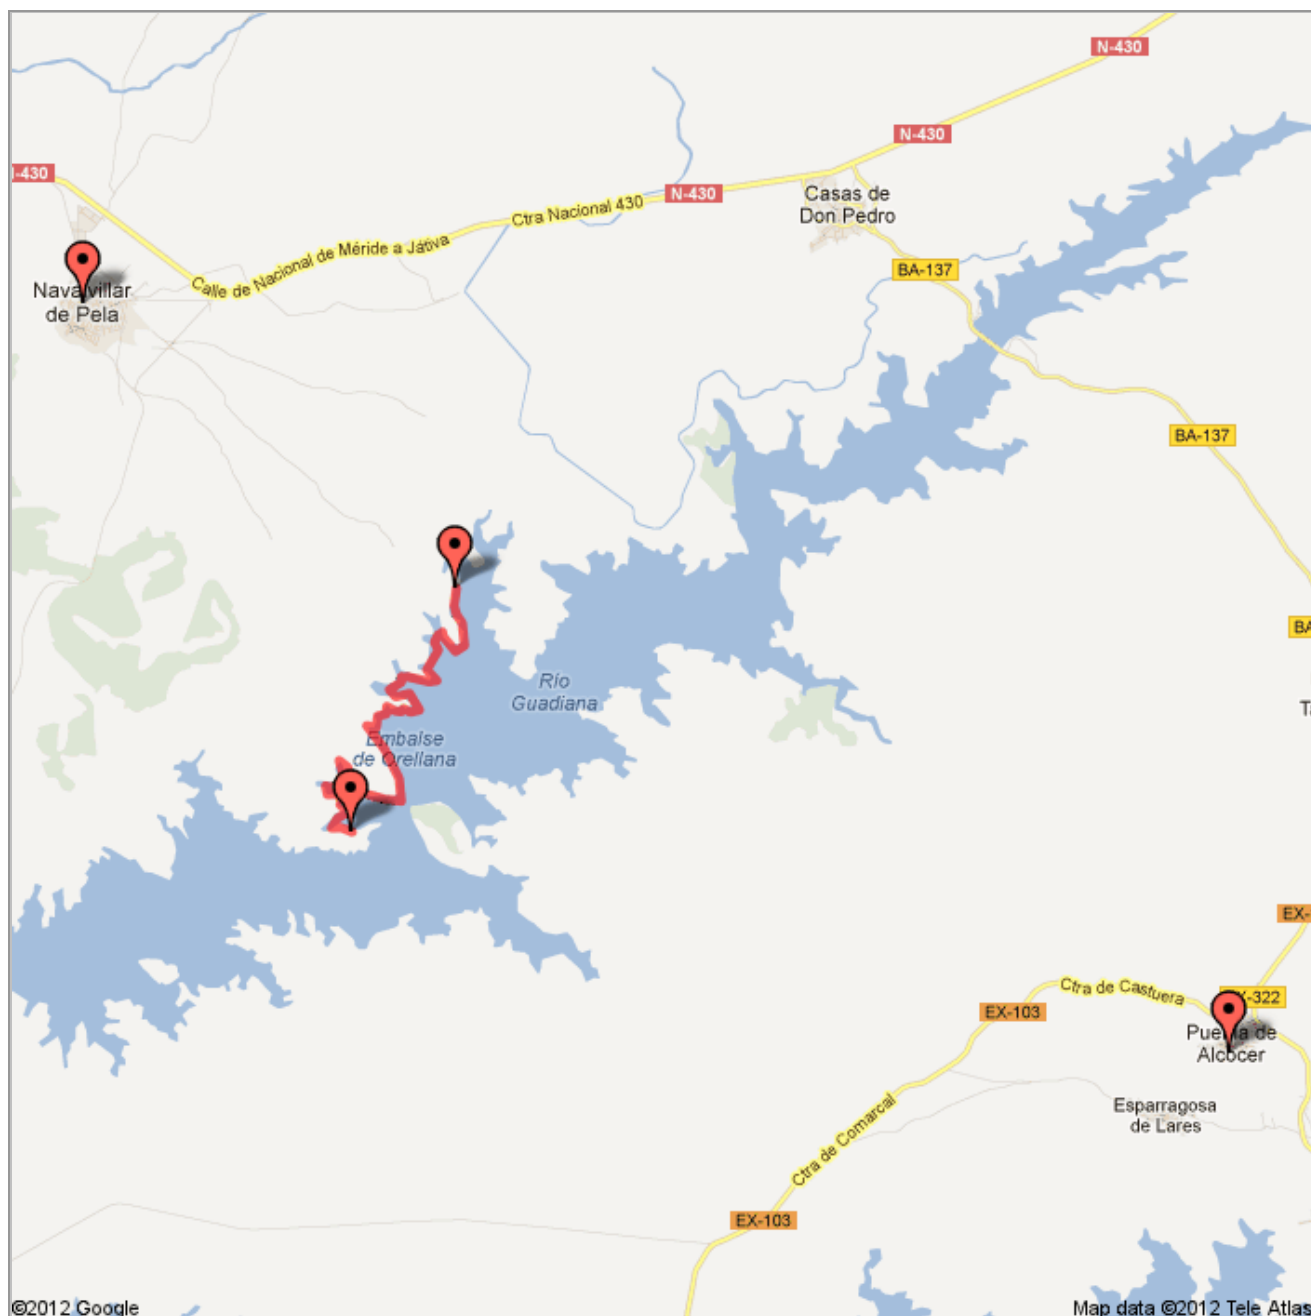 N-430
N-430
N-430
Casas de
Don Pedro
N-430
Ctra Nacional 430
Calle de Nacional de Méride a Játiva
BA-137
Navalvillar
de Pela
BA-137
BA
Río
Guadiana
Embalse
de Orellana
EX-
Ctra de Castuera
EX-103
Puebla de
Alcocer
Esparragosa
de Lares
Ctra de Comarcal
EX-103
©2012 Google
Map data ©2012 Tele Atlas